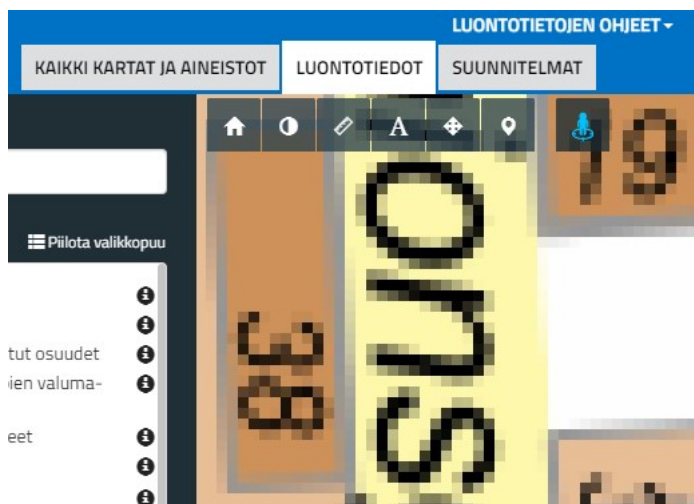 LUONTOTIETOJEN OHJEET
KAIKKI KARTAT JA AINEISTOT
LUONTOTIEDOT
SUUNNITELMAT
A
19
Piilota valikkopuu
tut osuudet
ien valuma-
eet
38
suo